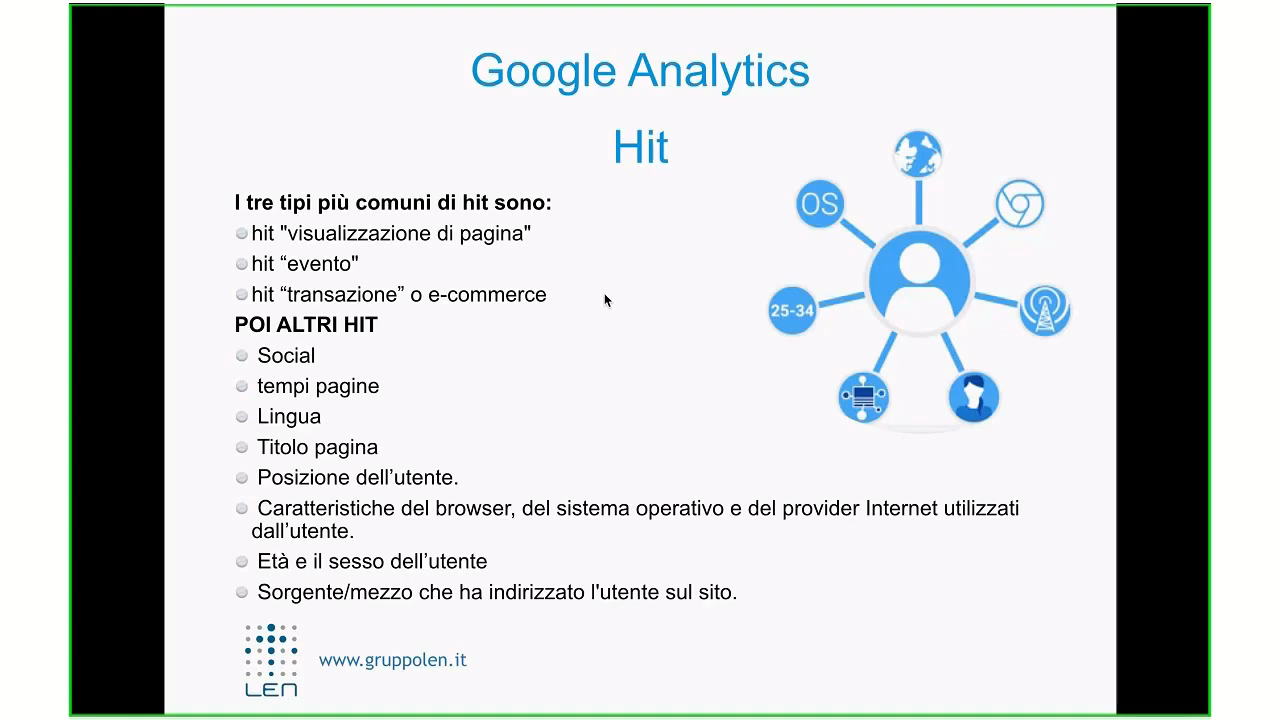 Google Analytics
Hit
I tre tipi più comuni di hit sono:
hit "visualizzazione di pagina"
hit “evento"
hit “transazione” o e-commerce
POI ALTRI HIT
Social
tempi pagine
Lingua
Titolo pagina
Posizione dell’utente.
Caratteristiche del browser, del sistema operativo e del provider Internet utilizzati
dall’utente.
Età e il sesso dell’utente
Sorgente/mezzo che ha indirizzato l'utente sul sito.
OS
25-34
LEN
www.gruppolen.it